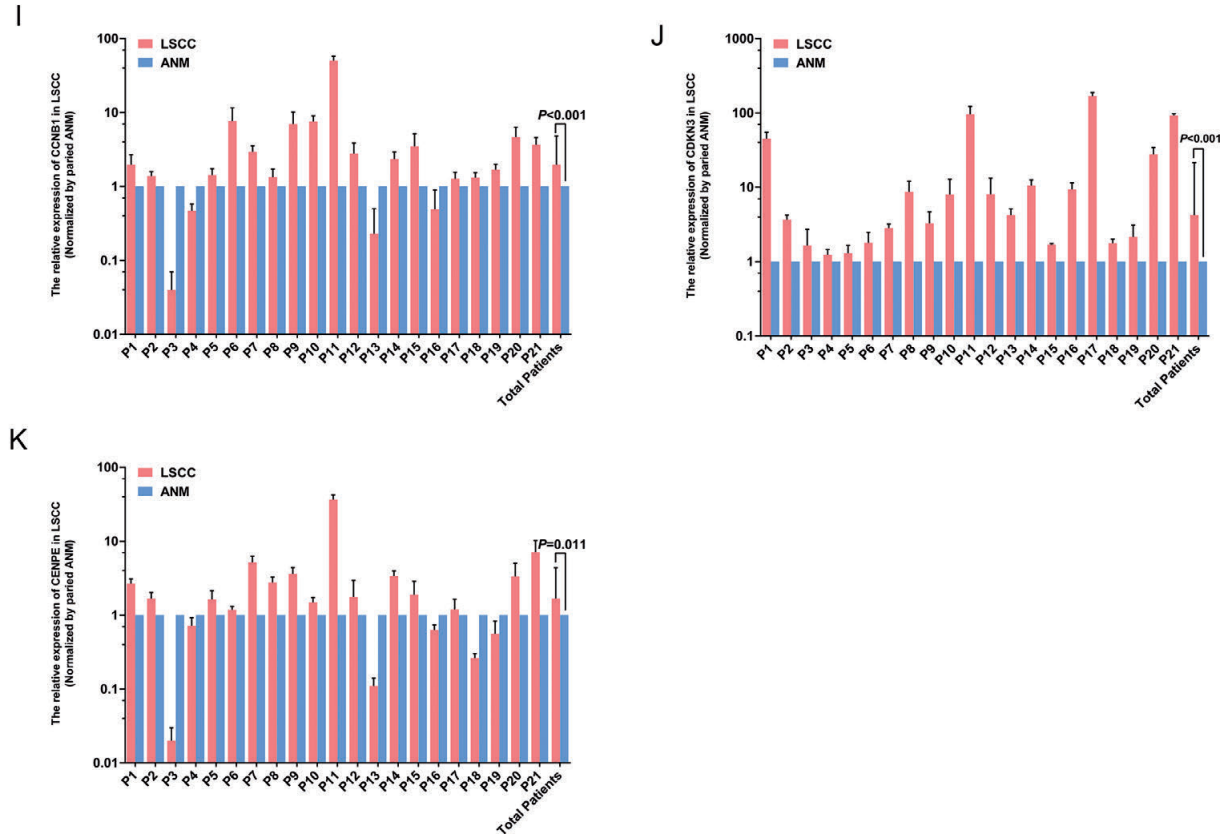 I
The relative expression of CCNB1 in LSCC
(Normalized by paried ANM)
100
10
1
0.1
0.01
LSCC
ANM
P<0.001
P1
P2
P3
P4
P5
P6
P7
P8
P9
P10
P11
P12
P13
P14
P15
P16
P17
P18
P19
P20
P21
Total Patients
J
The relative expression of CDKN3 in LSCC
(Normalized by paried ANM)
1000
100
10
1
0.1
LSCC
ANM
P<0.001
P1
P2
P3
P4
P5
P6
P7
P8
P9
P10
P11
P12
P13
P14
P15
P16
P17
P18
P19
P20
P21
Total Patients
K
The relative expression of CENPE in LSCC
(Normalized by paried ANM)
100
10
1
0.1
0.01
LSCC
ANM
P=0.011
P1
P2
P3
P4
P5
P6
P7
P8
P9
P10
P11
P12
P13
P14
P15
P16
P17
P18
P19
P20
P21
Total Patients